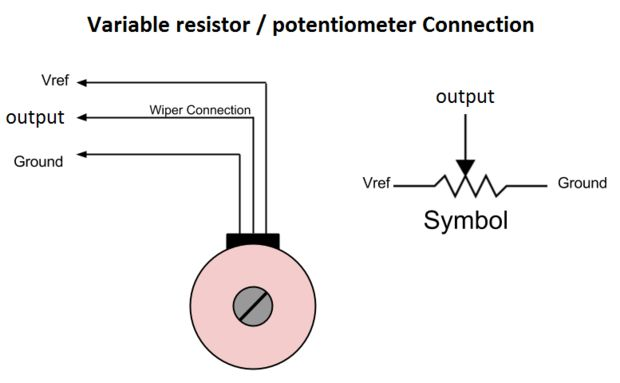 Variable resistor / potentiometer Connection
Vref
output
Wiper Connection
Ground
output
Vref
Ground
Symbol